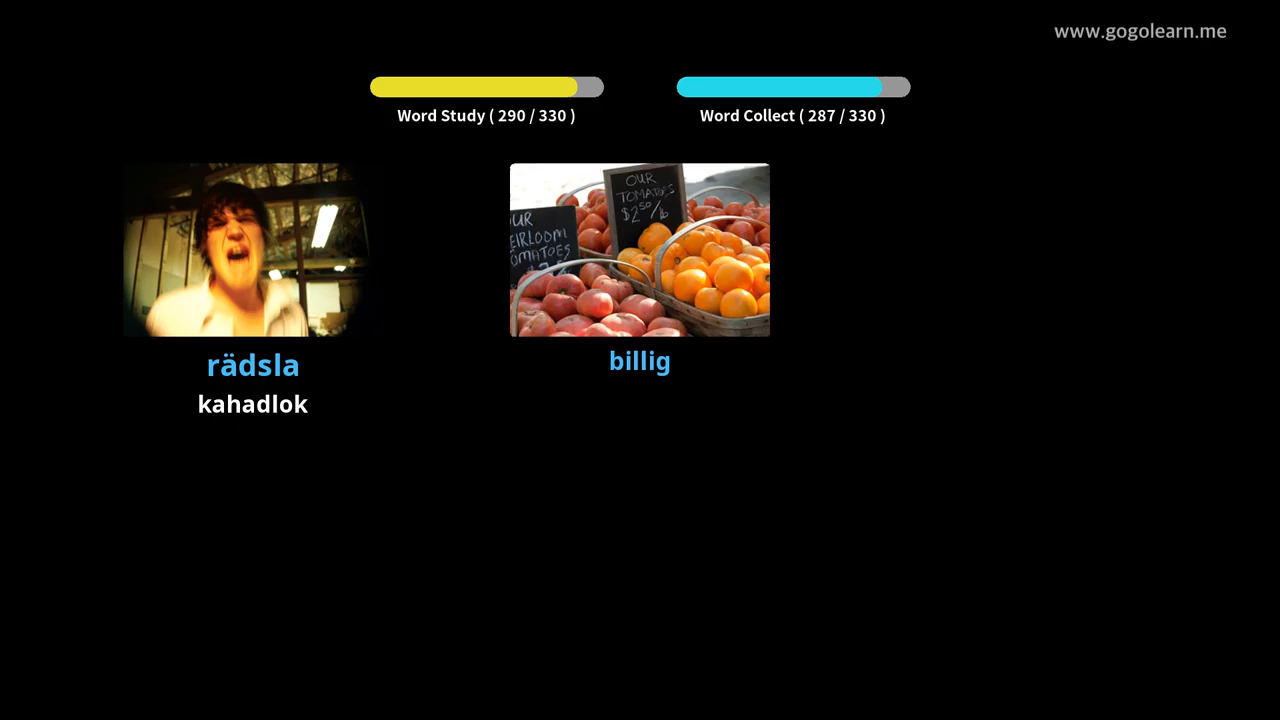 www.gogolearn.me
Word Study ( 290 / 330 )
Word Collect ( 287 / 330 )
OUR
TOMATOES
$2.50/lb
UR
EIRLOOM
OMATOES
rädsla
billig
kahadlok